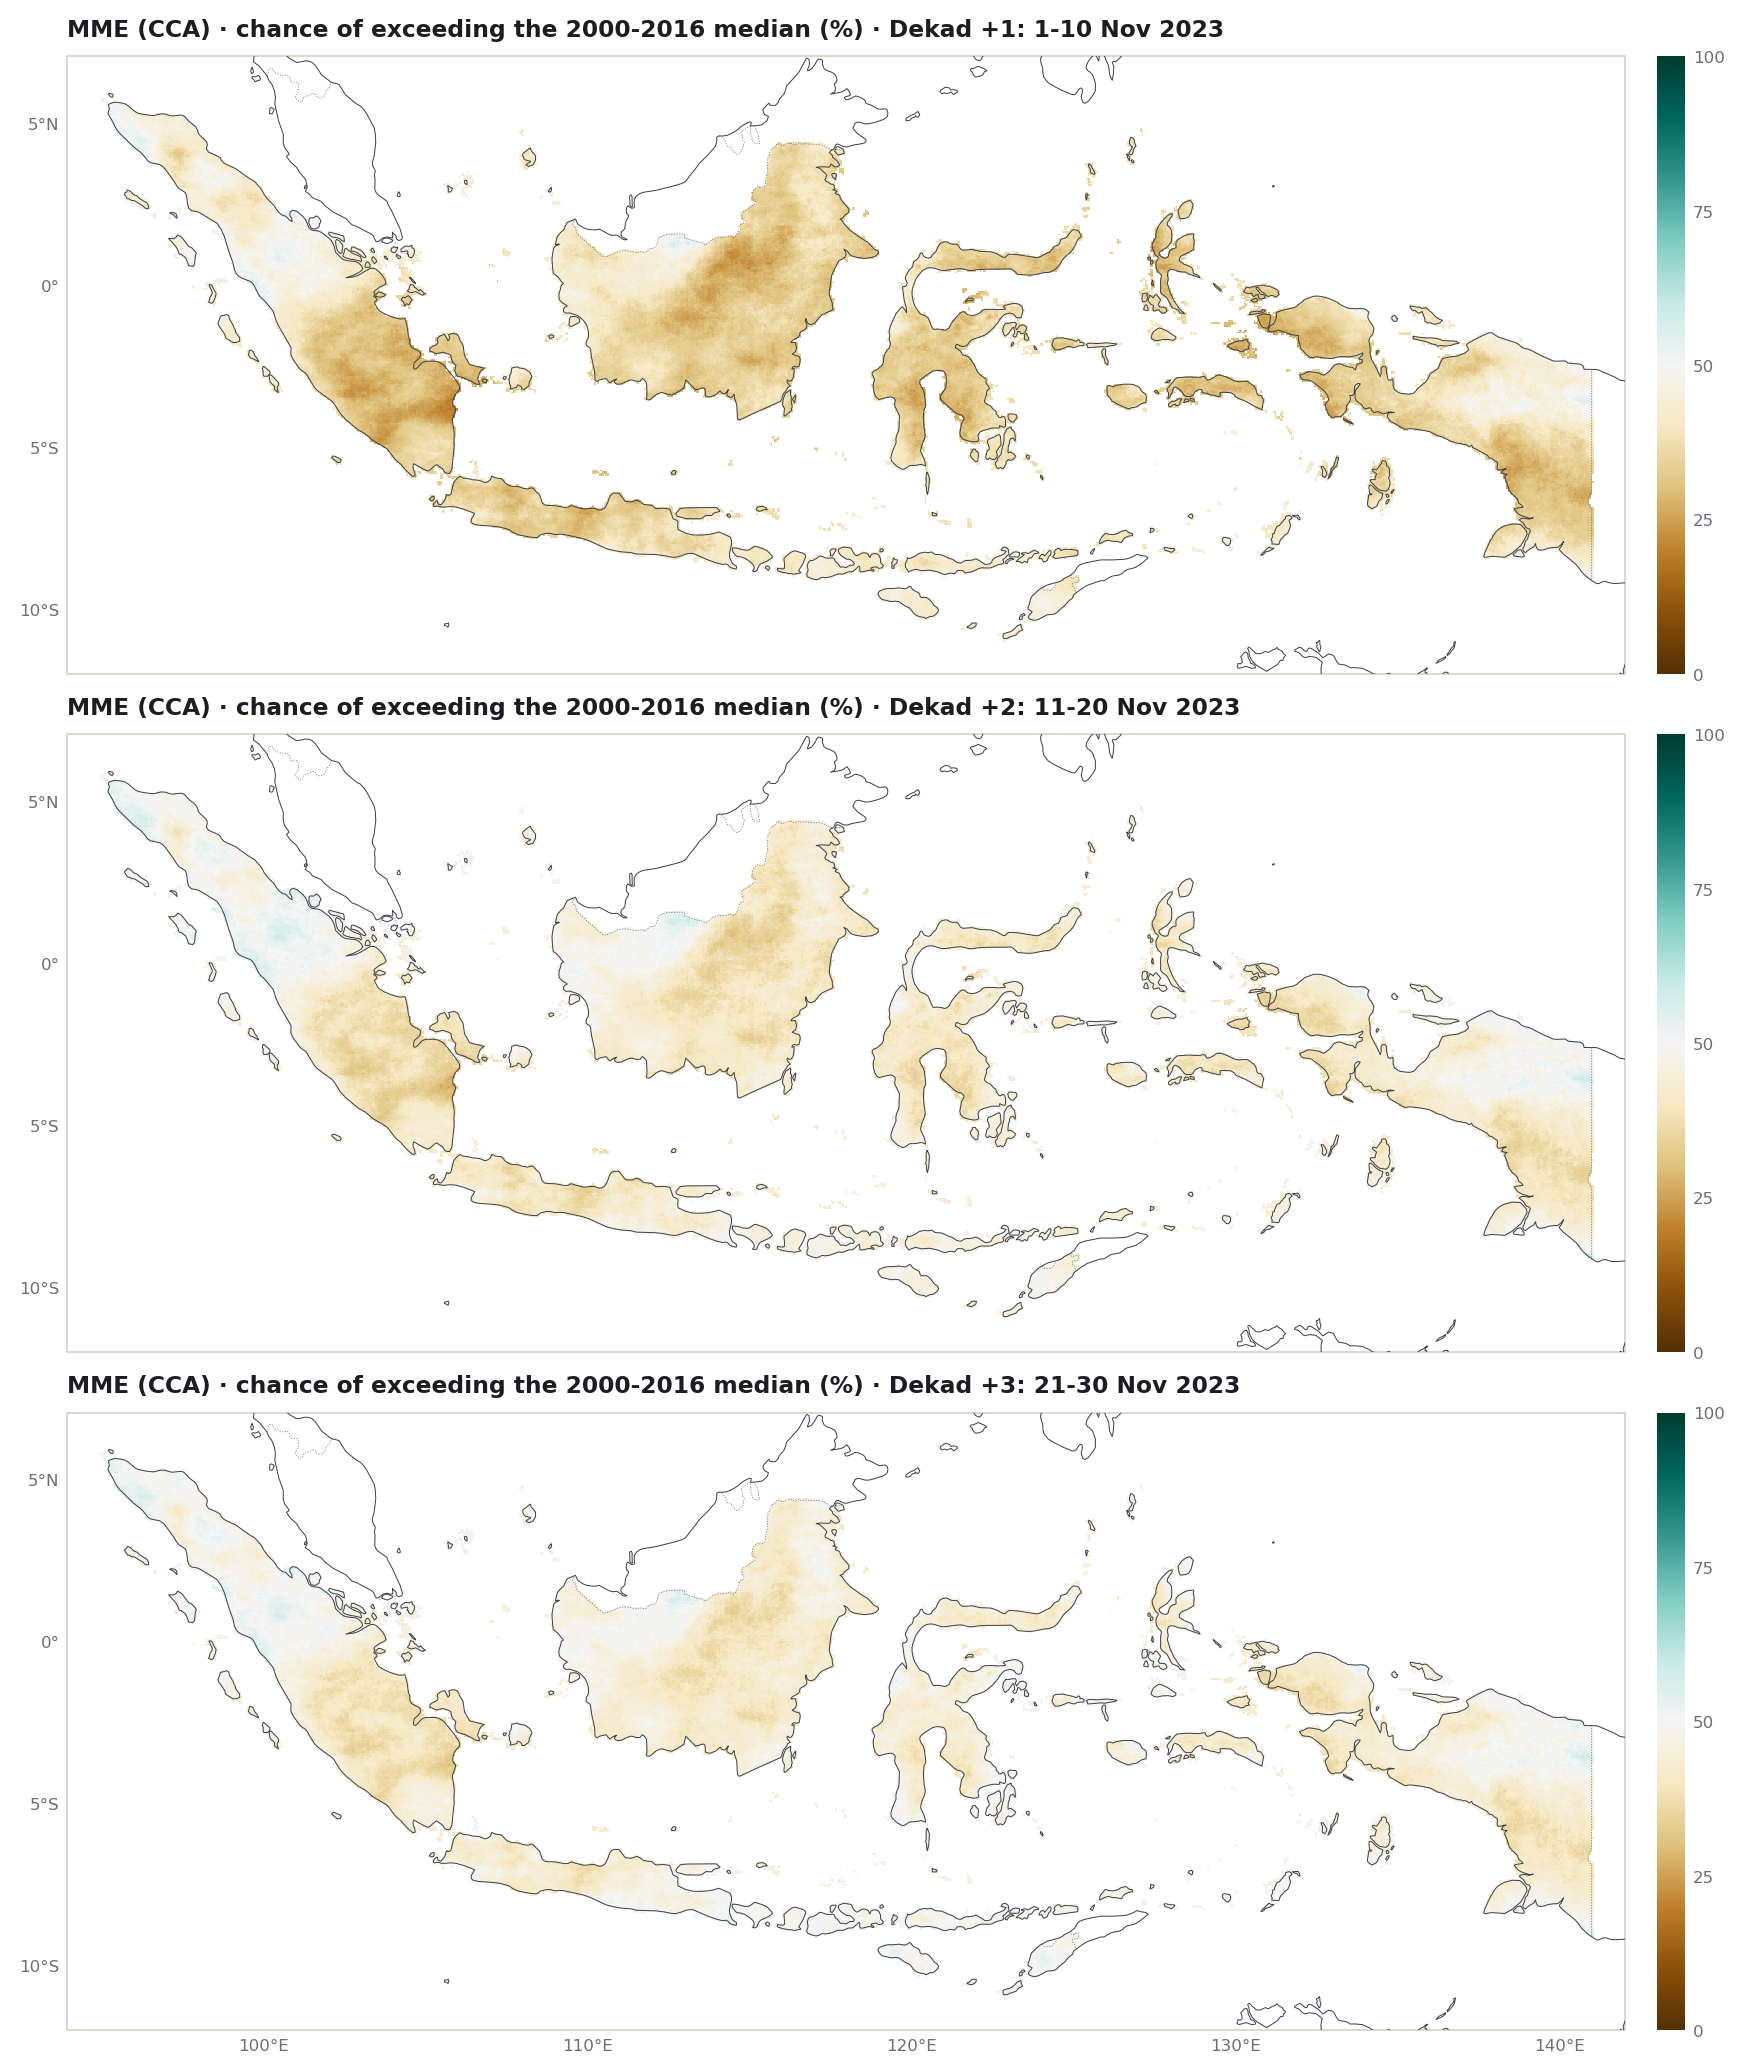 MME (CCA) · chance of exceeding the 2000-2016 median (%) · Dekad +1: 1-10 Nov 2023
100
5°N
75
0°
50
5°S
25
10°S
0
MME (CCA) · chance of exceeding the 2000-2016 median (%) · Dekad +2: 11-20 Nov 2023
100
5°N
75
0°
50
5°S
25
10°S
0
MME (CCA) · chance of exceeding the 2000-2016 median (%) · Dekad +3: 21-30 Nov 2023
100
5°N
75
0°
50
5°S
25
10°S
0
100°E 110°E 120°E 130°E 140°E